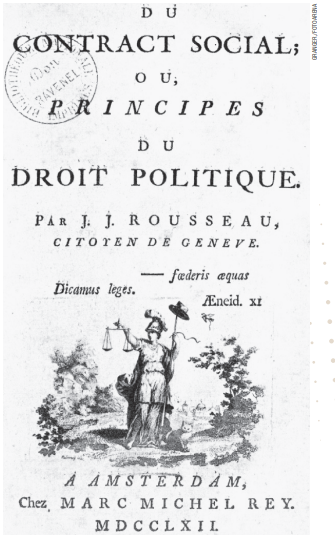 DU
CONTRACT SOCIAL;
OU,
PRINCIPES
DU
DROIT POLITIQUE.
PAR J. J. ROUSSEAU,
CITOYEN DE GENEVE.
— fœderis æquas
Dicamus leges.
Æneid. XI
A AMSTERDAM,
Chez MARC MICHEL REY.
MDCCLXII.
GRANGER/FOTOARENA